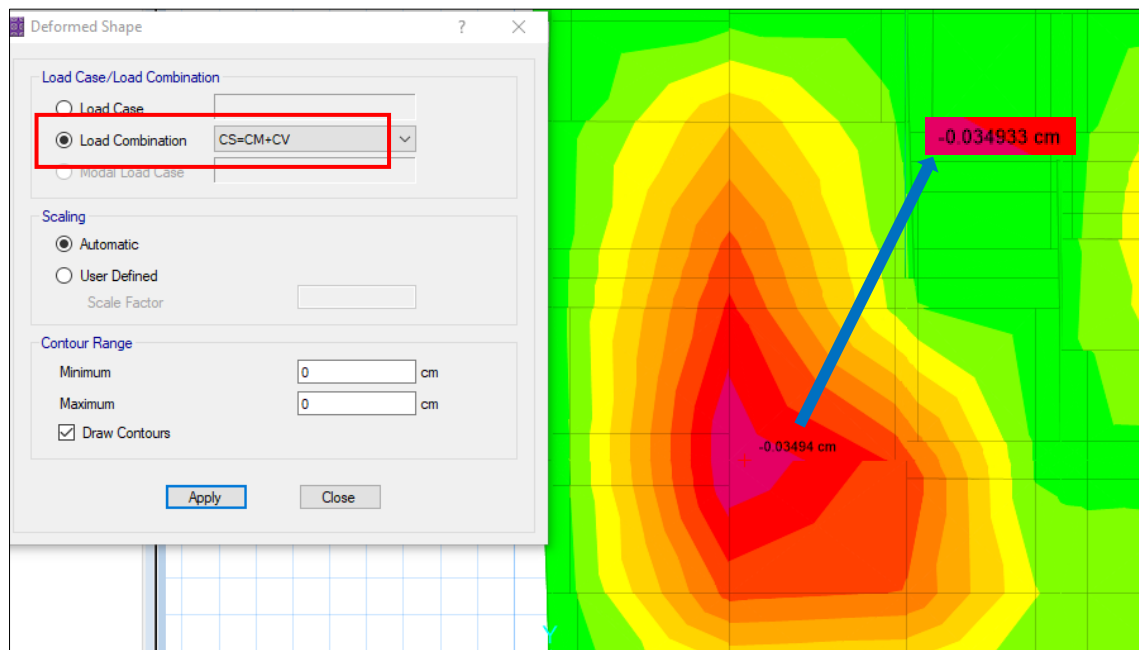 Deformed Shape
?
Load Case/Load Combination
Load Case
Load Combination CS=CM+CV
Modal Load Case
Scaling
Automatic
User Defined
Scale Factor
Contour Range
Minimum 0 cm
Maximum 0 cm
Draw Contours
Apply Close
-0.034933 cm
-0.03494 cm
Y